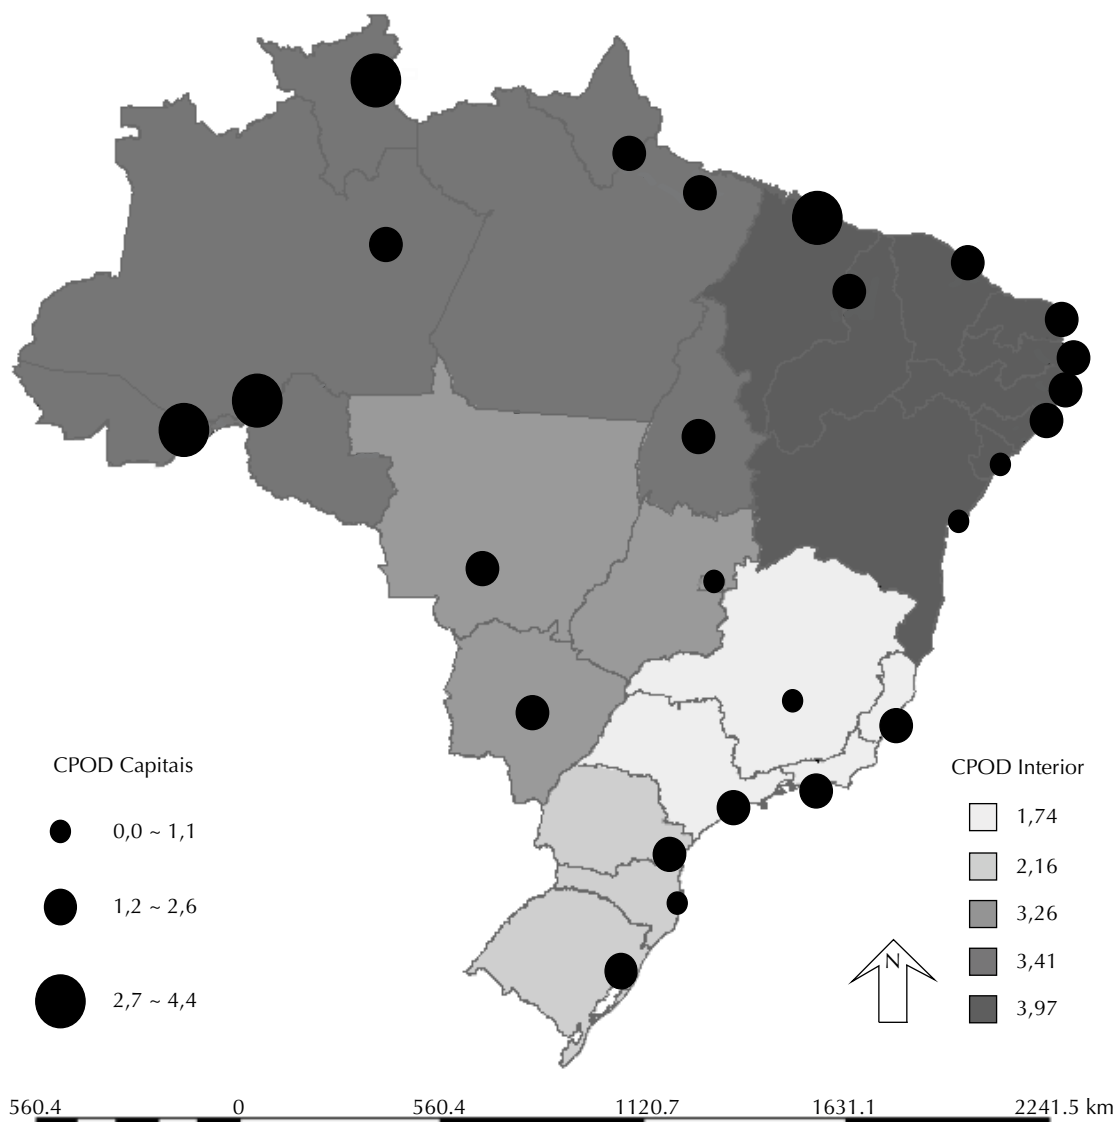 CPOD Capitais
0,0 ~ 1,1
1,2 ~ 2,6
2,7 ~ 4,4
CPOD Interior
1,74
2,16
3,26
3,41
3,97
N
560.4 0 560.4 1120.7 1631.1 2241.5 km